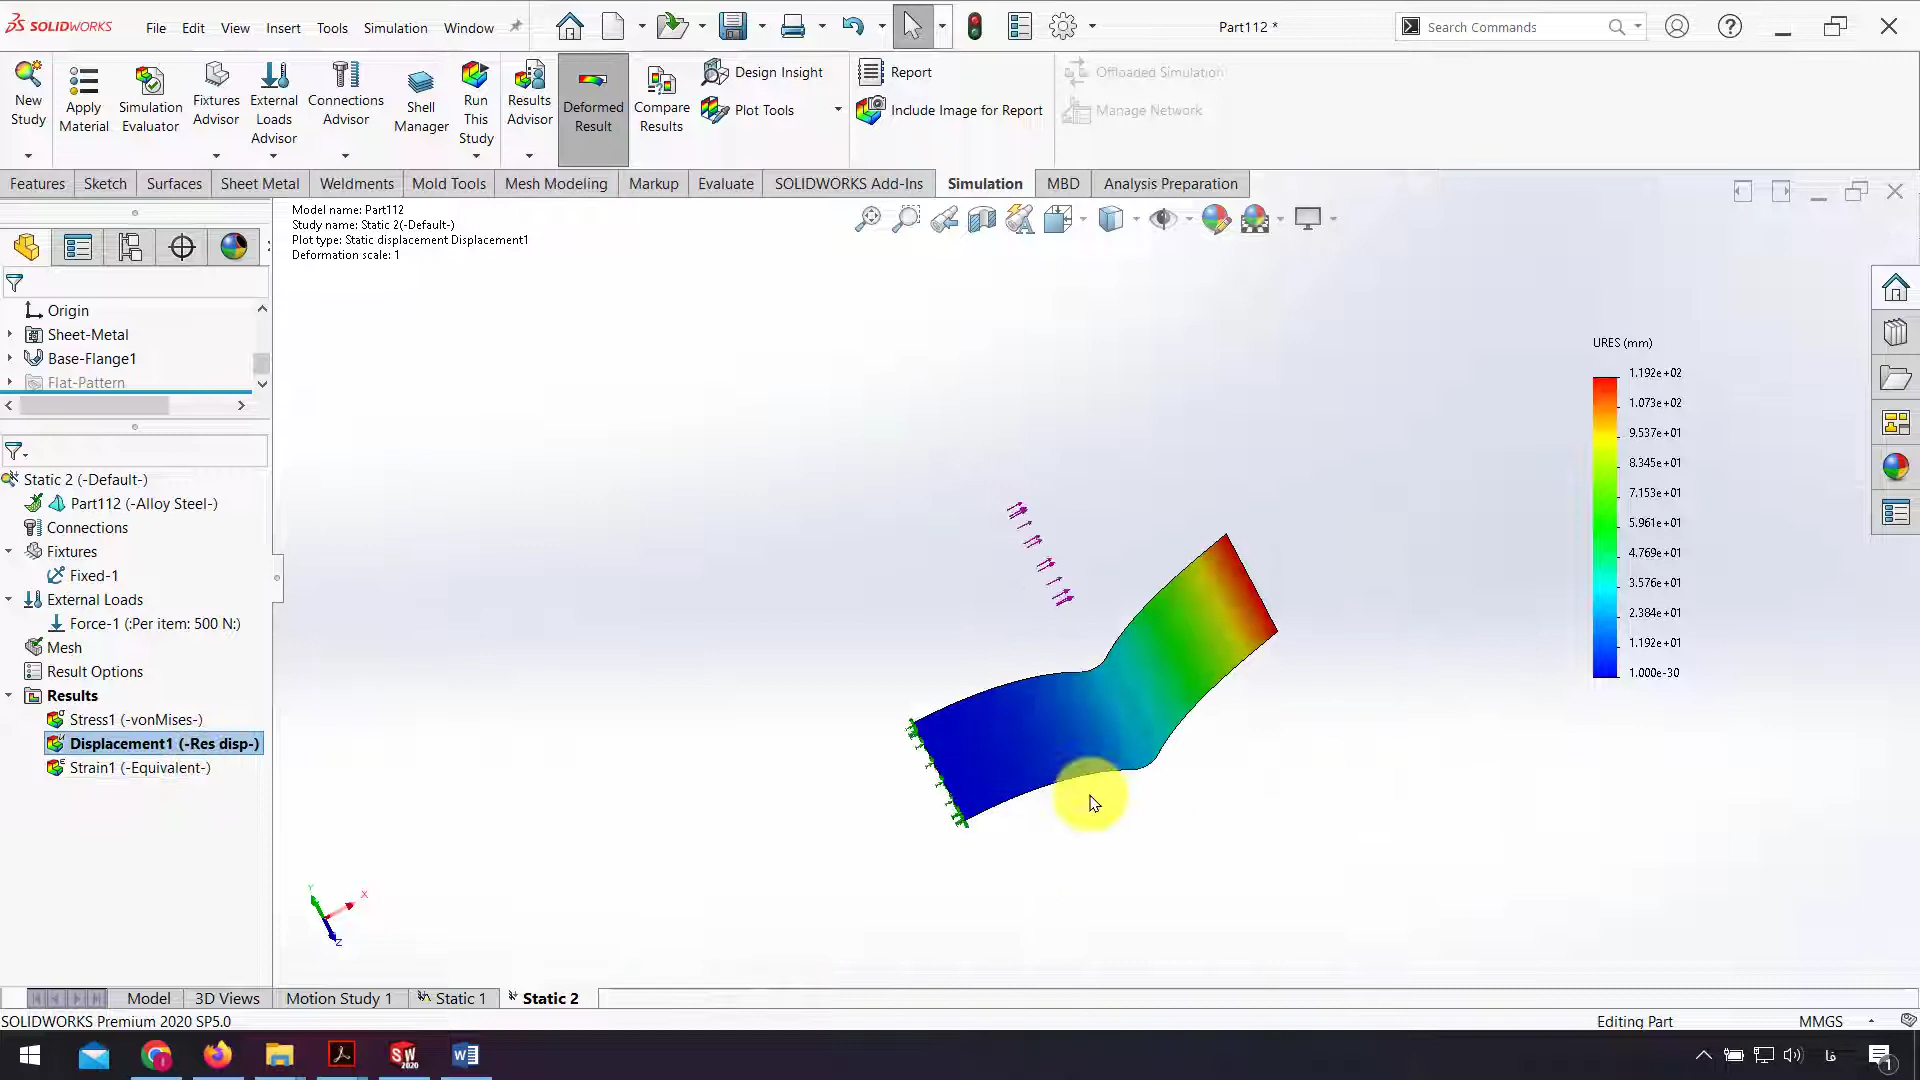 SOLIDWORKS
File Edit View Insert Tools Simulation Window
Part112 *
Search Commands
New Study
Apply Material
Simulation Evaluator
Fixtures Advisor
External Loads Advisor
Connections Advisor
Shell Manager
Run This Study
Results Advisor
Deformed Result
Compare Results
Design Insight
Plot Tools
Report
Include Image for Report
Offloaded Simulation
Manage Network
Features Sketch Surfaces Sheet Metal Weldments Mold Tools Mesh Modeling Markup Evaluate SOLIDWORKS Add-Ins Simulation MBD Analysis Preparation
Model name: Part112
Study name: Static 2(-Default-)
Plot type: Static displacement Displacement1
Deformation scale: 1
Origin
Sheet-Metal
Base-Flange1
Flat-Pattern
Static 2 (-Default-)
Part112 (-Alloy Steel-)
Connections
Fixtures
Fixed-1
External Loads
Force-1 (:Per item: 500 N:)
Mesh
Result Options
Results
Stress1 (-vonMises-)
Displacement1 (-Res disp-)
Strain1 (-Equivalent-)
URES (mm)
1.192e+02
1.073e+02
9.537e+01
8.345e+01
7.153e+01
5.961e+01
4.769e+01
3.576e+01
2.384e+01
1.192e+01
1.000e-30
Y
X
Z
Model 3D Views Motion Study 1 Static 1 Static 2
SOLIDWORKS Premium 2020 SP5.0
Editing Part
MMGS
SW
2020
فا
1